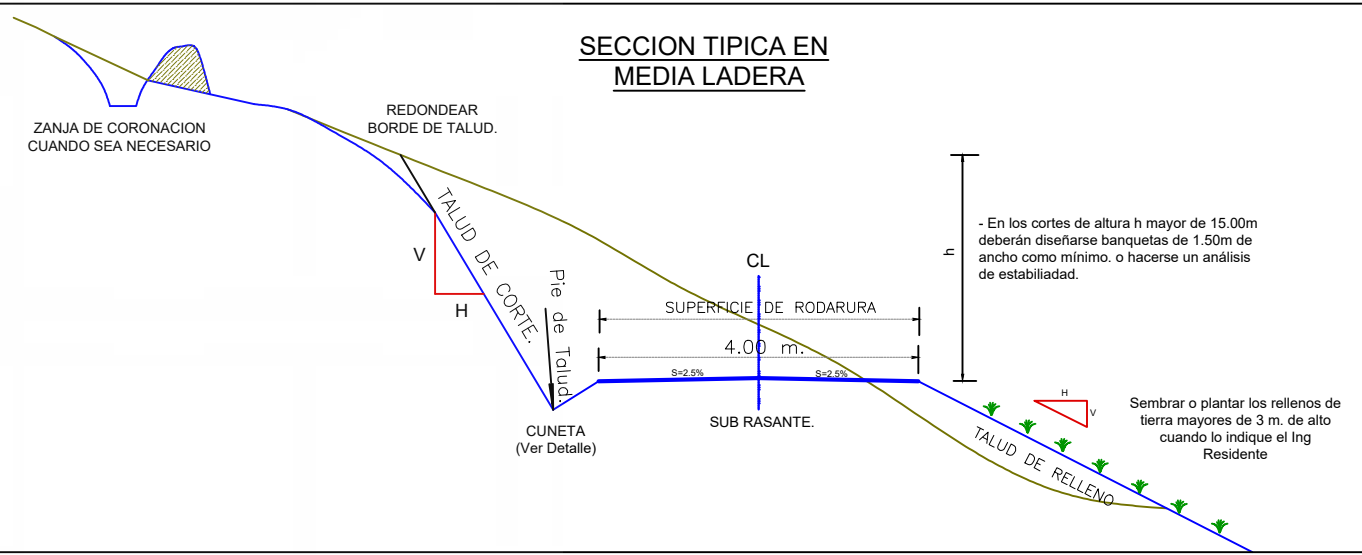 SECCION TIPICA EN
MEDIA LADERA
ZANJA DE CORONACION
CUANDO SEA NECESARIO
REDONDEAR
BORDE DE TALUD.
TALUD DE CORTE.
V
H
Pie de Talud.
CUNETA
(Ver Detalle)
CL
SUPERFICIE DE RODARURA
4.00 m.
S=2.5%
S=2.5%
SUB RASANTE.
h
- En los cortes de altura h mayor de 15.00m
deberán diseñarse banquetas de 1.50m de
ancho como mínimo. o hacerse un análisis
de estabiliadad.
H
V
TALUD DE RELLENO
Sembrar o plantar los rellenos de
tierra mayores de 3 m. de alto
cuando lo indique el Ing
Residente